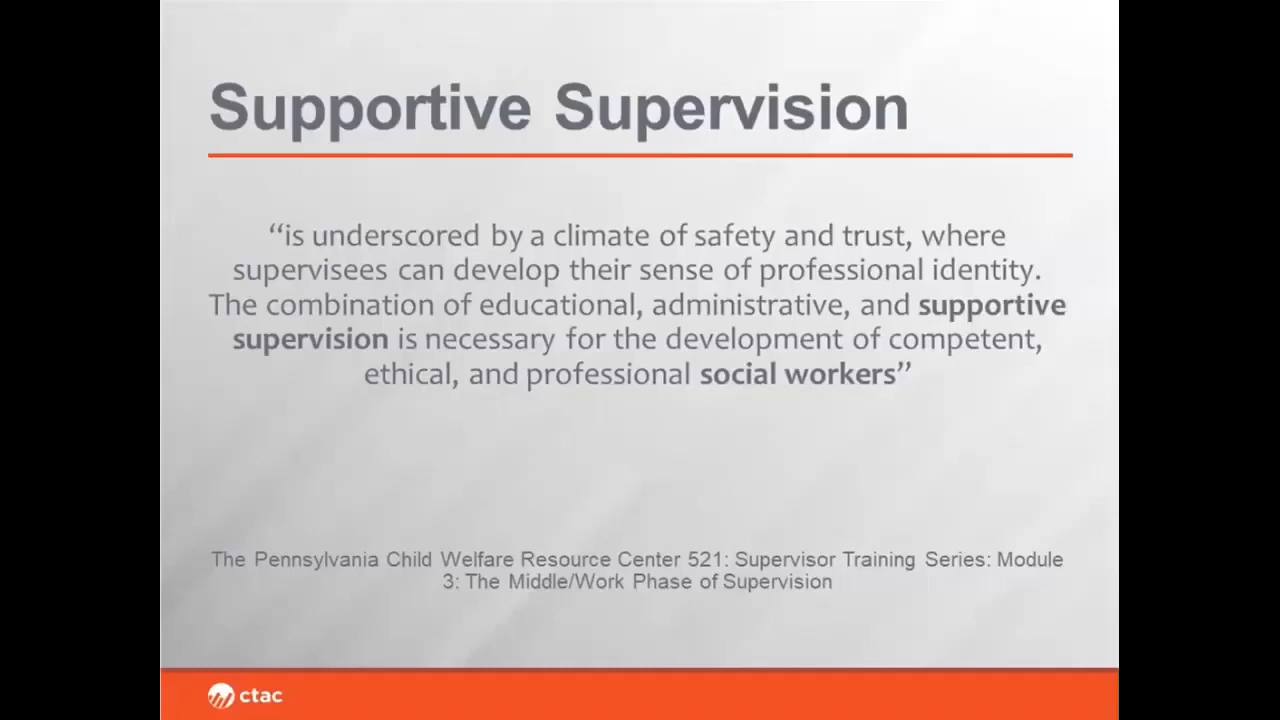 Supportive Supervision
“is underscored by a climate of safety and trust, where
supervisees can develop their sense of professional identity.
The combination of educational, administrative, and supportive
supervision is necessary for the development of competent,
ethical, and professional social workers”
The Pennsylvania Child Welfare Resource Center 521: Supervisor Training Series: Module
3: The Middle/Work Phase of Supervision
ctac